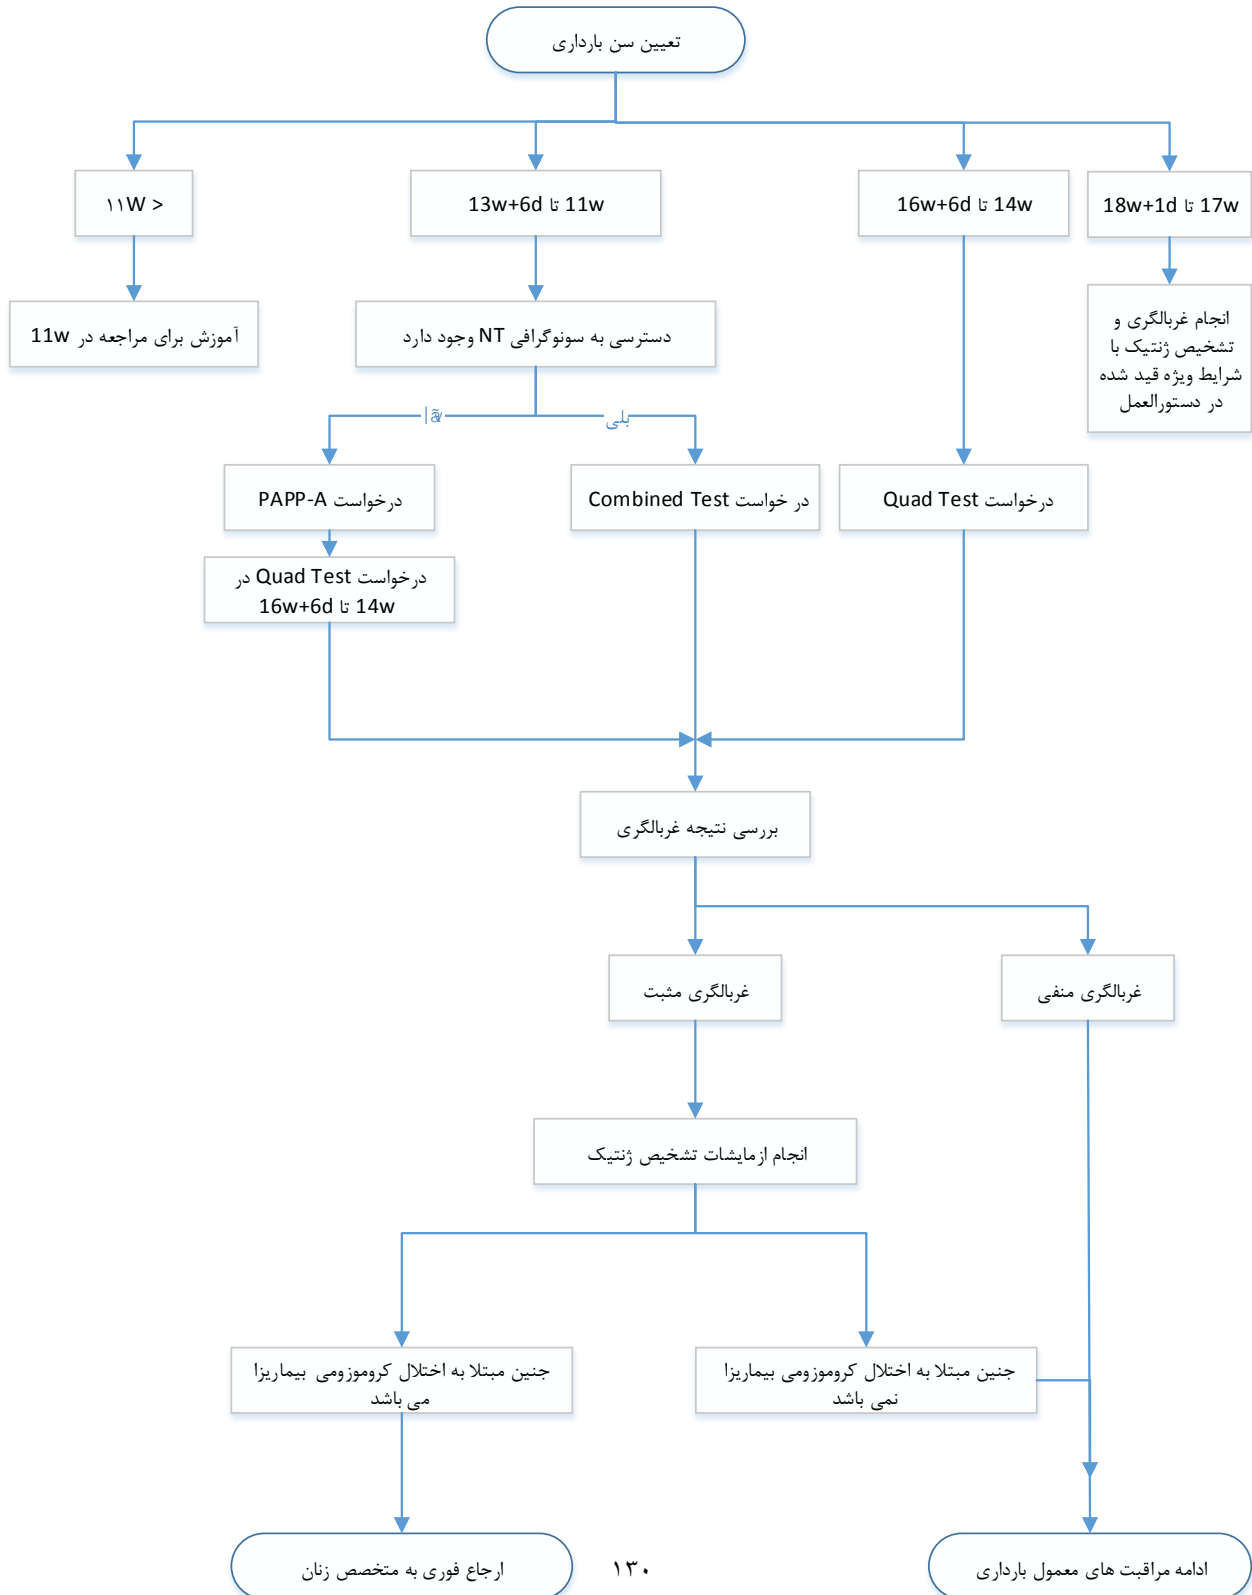 تعیین سن بارداری
۱۱W >
11w تا 13w+6d
14w تا 16w+6d
17w تا 18w+1d
آموزش برای مراجعه در 11w
دسترسی به سونوگرافی NT وجود دارد
انجام غربالگری و
تشخیص ژنتیک با
شرایط ویژه قید شده
در دستورالعمل
بلی
درخواست PAPP-A
در خواست Combined Test
درخواست Quad Test
درخواست Quad Test در
14w تا 16w+6d
بررسی نتیجه غربالگری
غربالگری مثبت
غربالگری منفی
انجام ازمایشات تشخیص ژنتیک
جنین مبتلا به اختلال کروموزومی بیماریزا
می باشد
جنین مبتلا به اختلال کروموزومی بیماریزا
نمی باشد
ارجاع فوری به متخصص زنان
۱۳۰
ادامه مراقبت های معمول بارداری